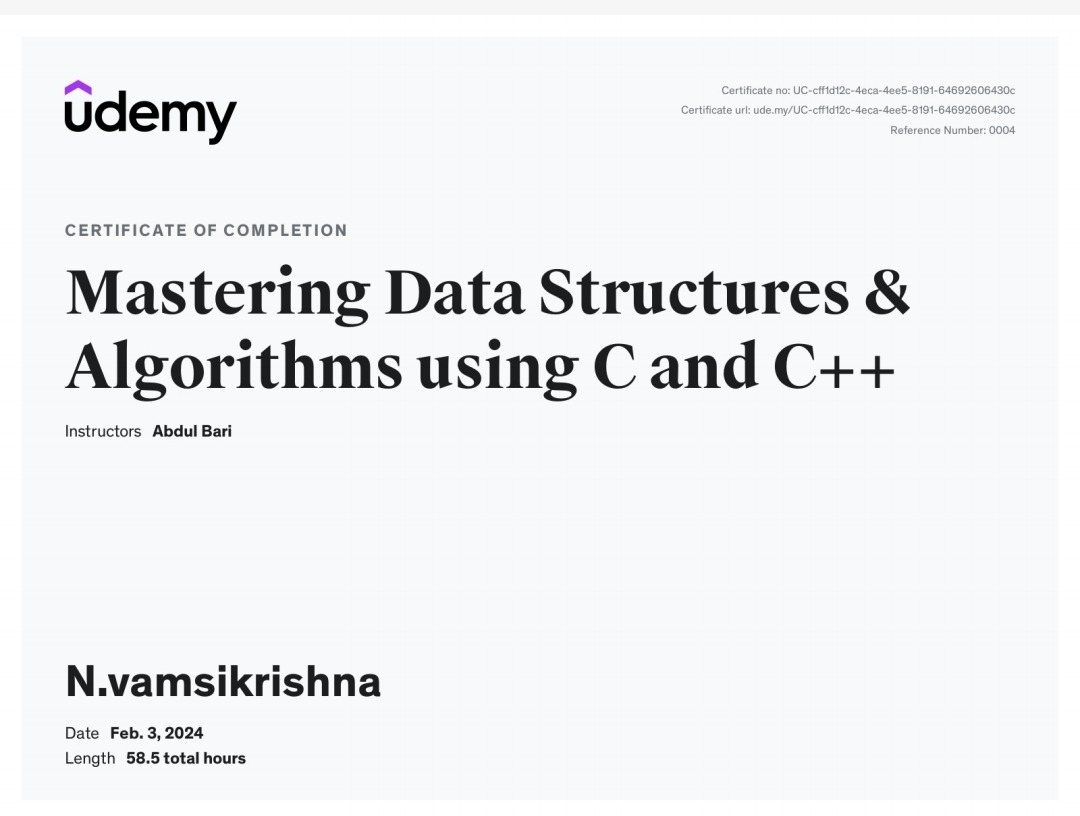 udemy
Certificate no: UC-cff1d12c-4eca-4ee5-8191-64692606430c
Certificate url: ude.my/UC-cff1d12c-4eca-4ee5-8191-64692606430c
Reference Number: 0004
CERTIFICATE OF COMPLETION
Mastering Data Structures &
Algorithms using C and C++
Instructors Abdul Bari
N.vamsikrishna
Date Feb. 3, 2024
Length 58.5 total hours